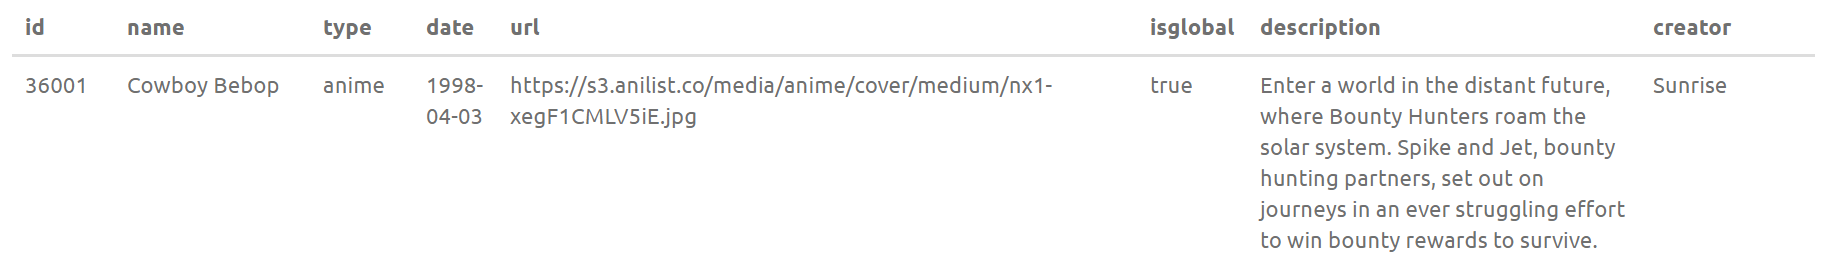 id name type date url isglobal description creator
36001 Cowboy Bebop anime 1998- https://s3.anilist.co/media/anime/cover/medium/nx1- true Enter a world in the distant future, Sunrise
04-03 xegF1CMLV5iE.jpg where Bounty Hunters roam the
solar system. Spike and Jet, bounty
hunting partners, set out on
journeys in an ever struggling effort
to win bounty rewards to survive.